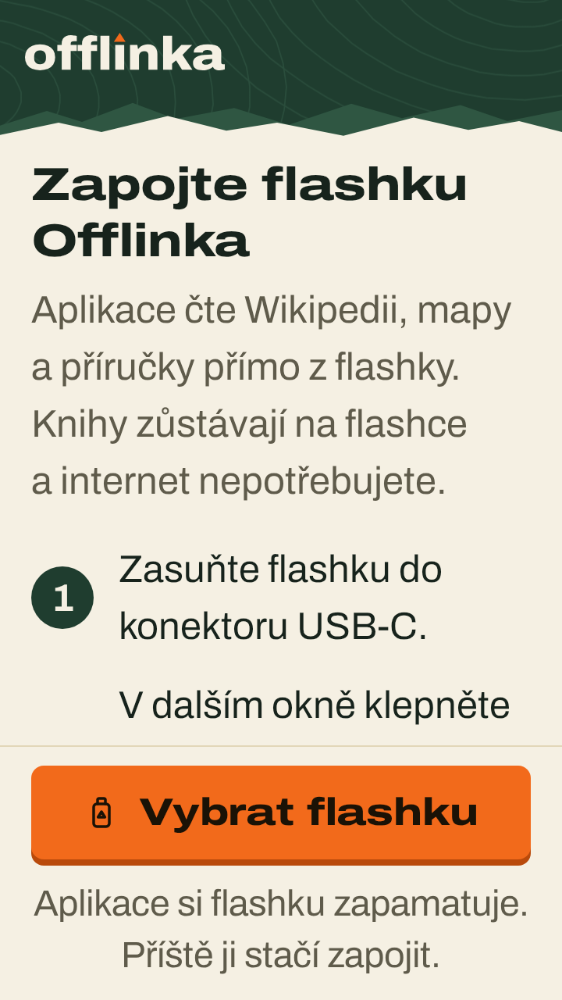 offlinka
Zapojte flashku
Offlinka
Aplikace čte Wikipedii, mapy
a příručky přímo z flashky.
Knihy zůstávají na flashce
a internet nepotřebujete.
1
Zasuňte flashku do
konektoru USB-C.
V dalším okně klepněte
Vybrat flashku
Aplikace si flashku zapamatuje.
Příště ji stačí zapojit.